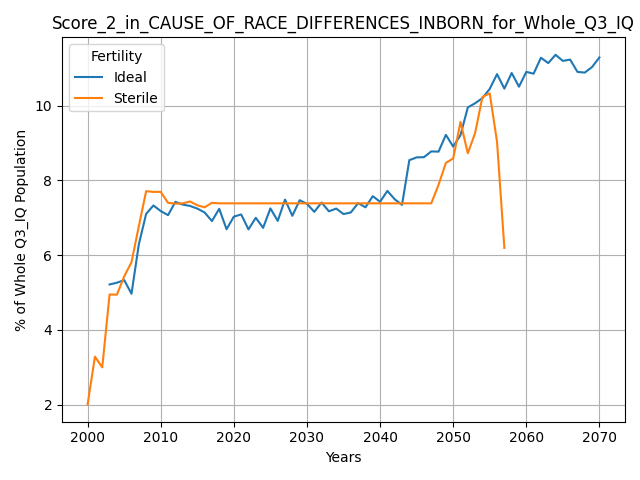 Score_2_in_CAUSE_OF_RACE_DIFFERENCES_INBORN_for_Whole_Q3_IQ
Fertility
Ideal
Sterile
% of Whole Q3_IQ Population
10
8
6
4
2
2000 2010 2020 2030 2040 2050 2060 2070
Years